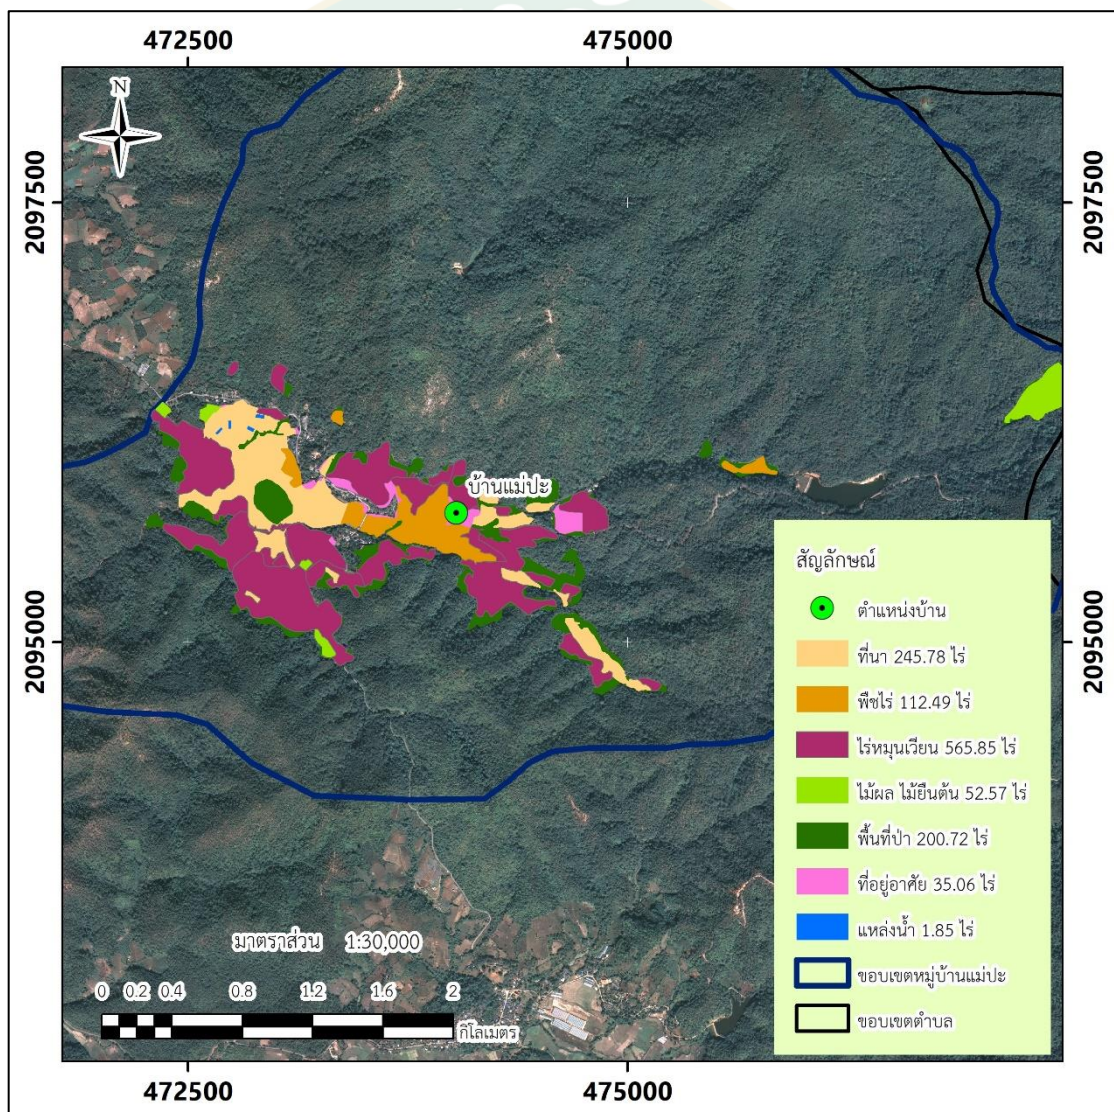 472500
475000
N
2097500
2097500
บ้านแม่ปะ
2095000
2095000
สัญลักษณ์
ตำแหน่งบ้าน
ที่นา 245.78 ไร่
พืชไร่ 112.49 ไร่
ไร่หมุนเวียน 565.85 ไร่
ไม้ผล ไม้ยืนต้น 52.57 ไร่
พื้นที่ป่า 200.72 ไร่
ที่อยู่อาศัย 35.06 ไร่
แหล่งน้ำ 1.85 ไร่
ขอบเขตหมู่บ้านแม่ปะ
ขอบเขตตำบล
มาตราส่วน 1:30,000
0 0.2 0.4 0.8 1.2 1.6 2
กิโลเมตร
472500
475000